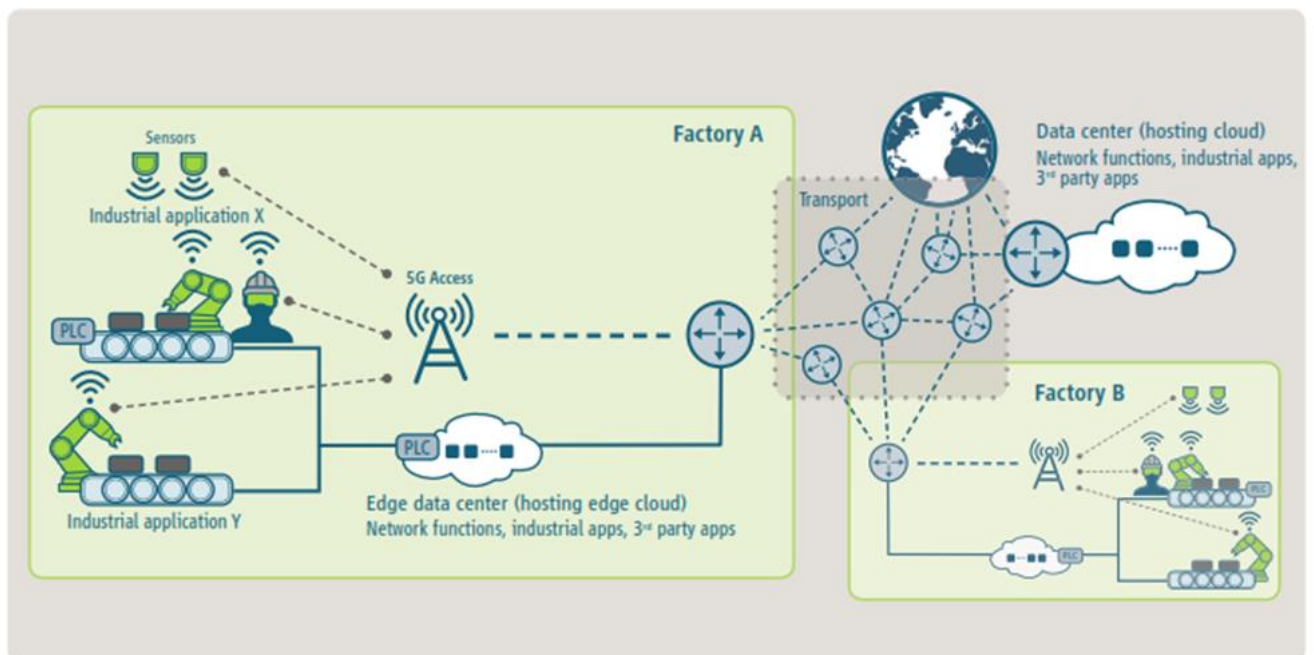 Sensors
Industrial application X
PLC
Industrial application Y
5G Access
Factory A
PLC
Edge data center (hosting edge cloud)
Network functions, industrial apps, 3rd party apps
Transport
Data center (hosting cloud)
Network functions, industrial apps,
3rd party apps
Factory B
PLC
PLC